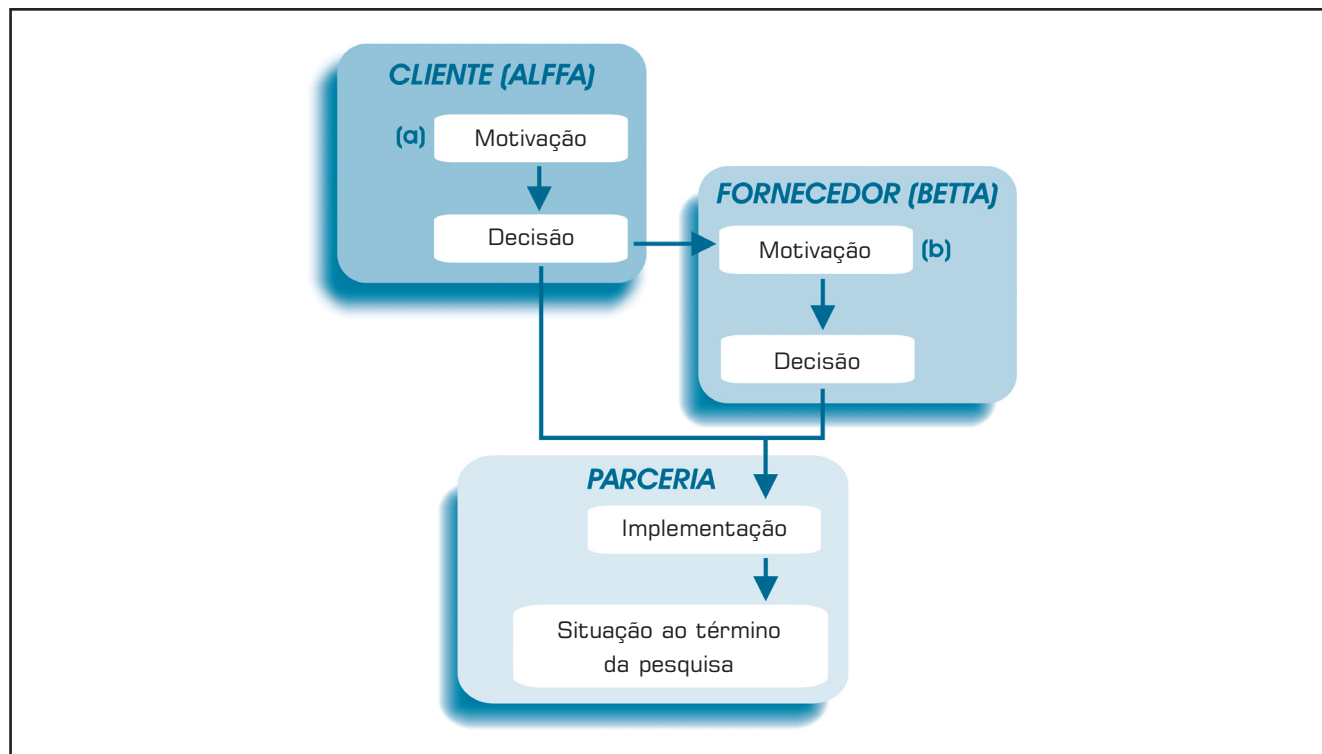 CLIENTE (ALFFA)
(a)
Motivação
Decisão
FORNECEDOR (BETTA)
Motivação
(b)
Decisão
PARCERIA
Implementação
Situação ao término
da pesquisa